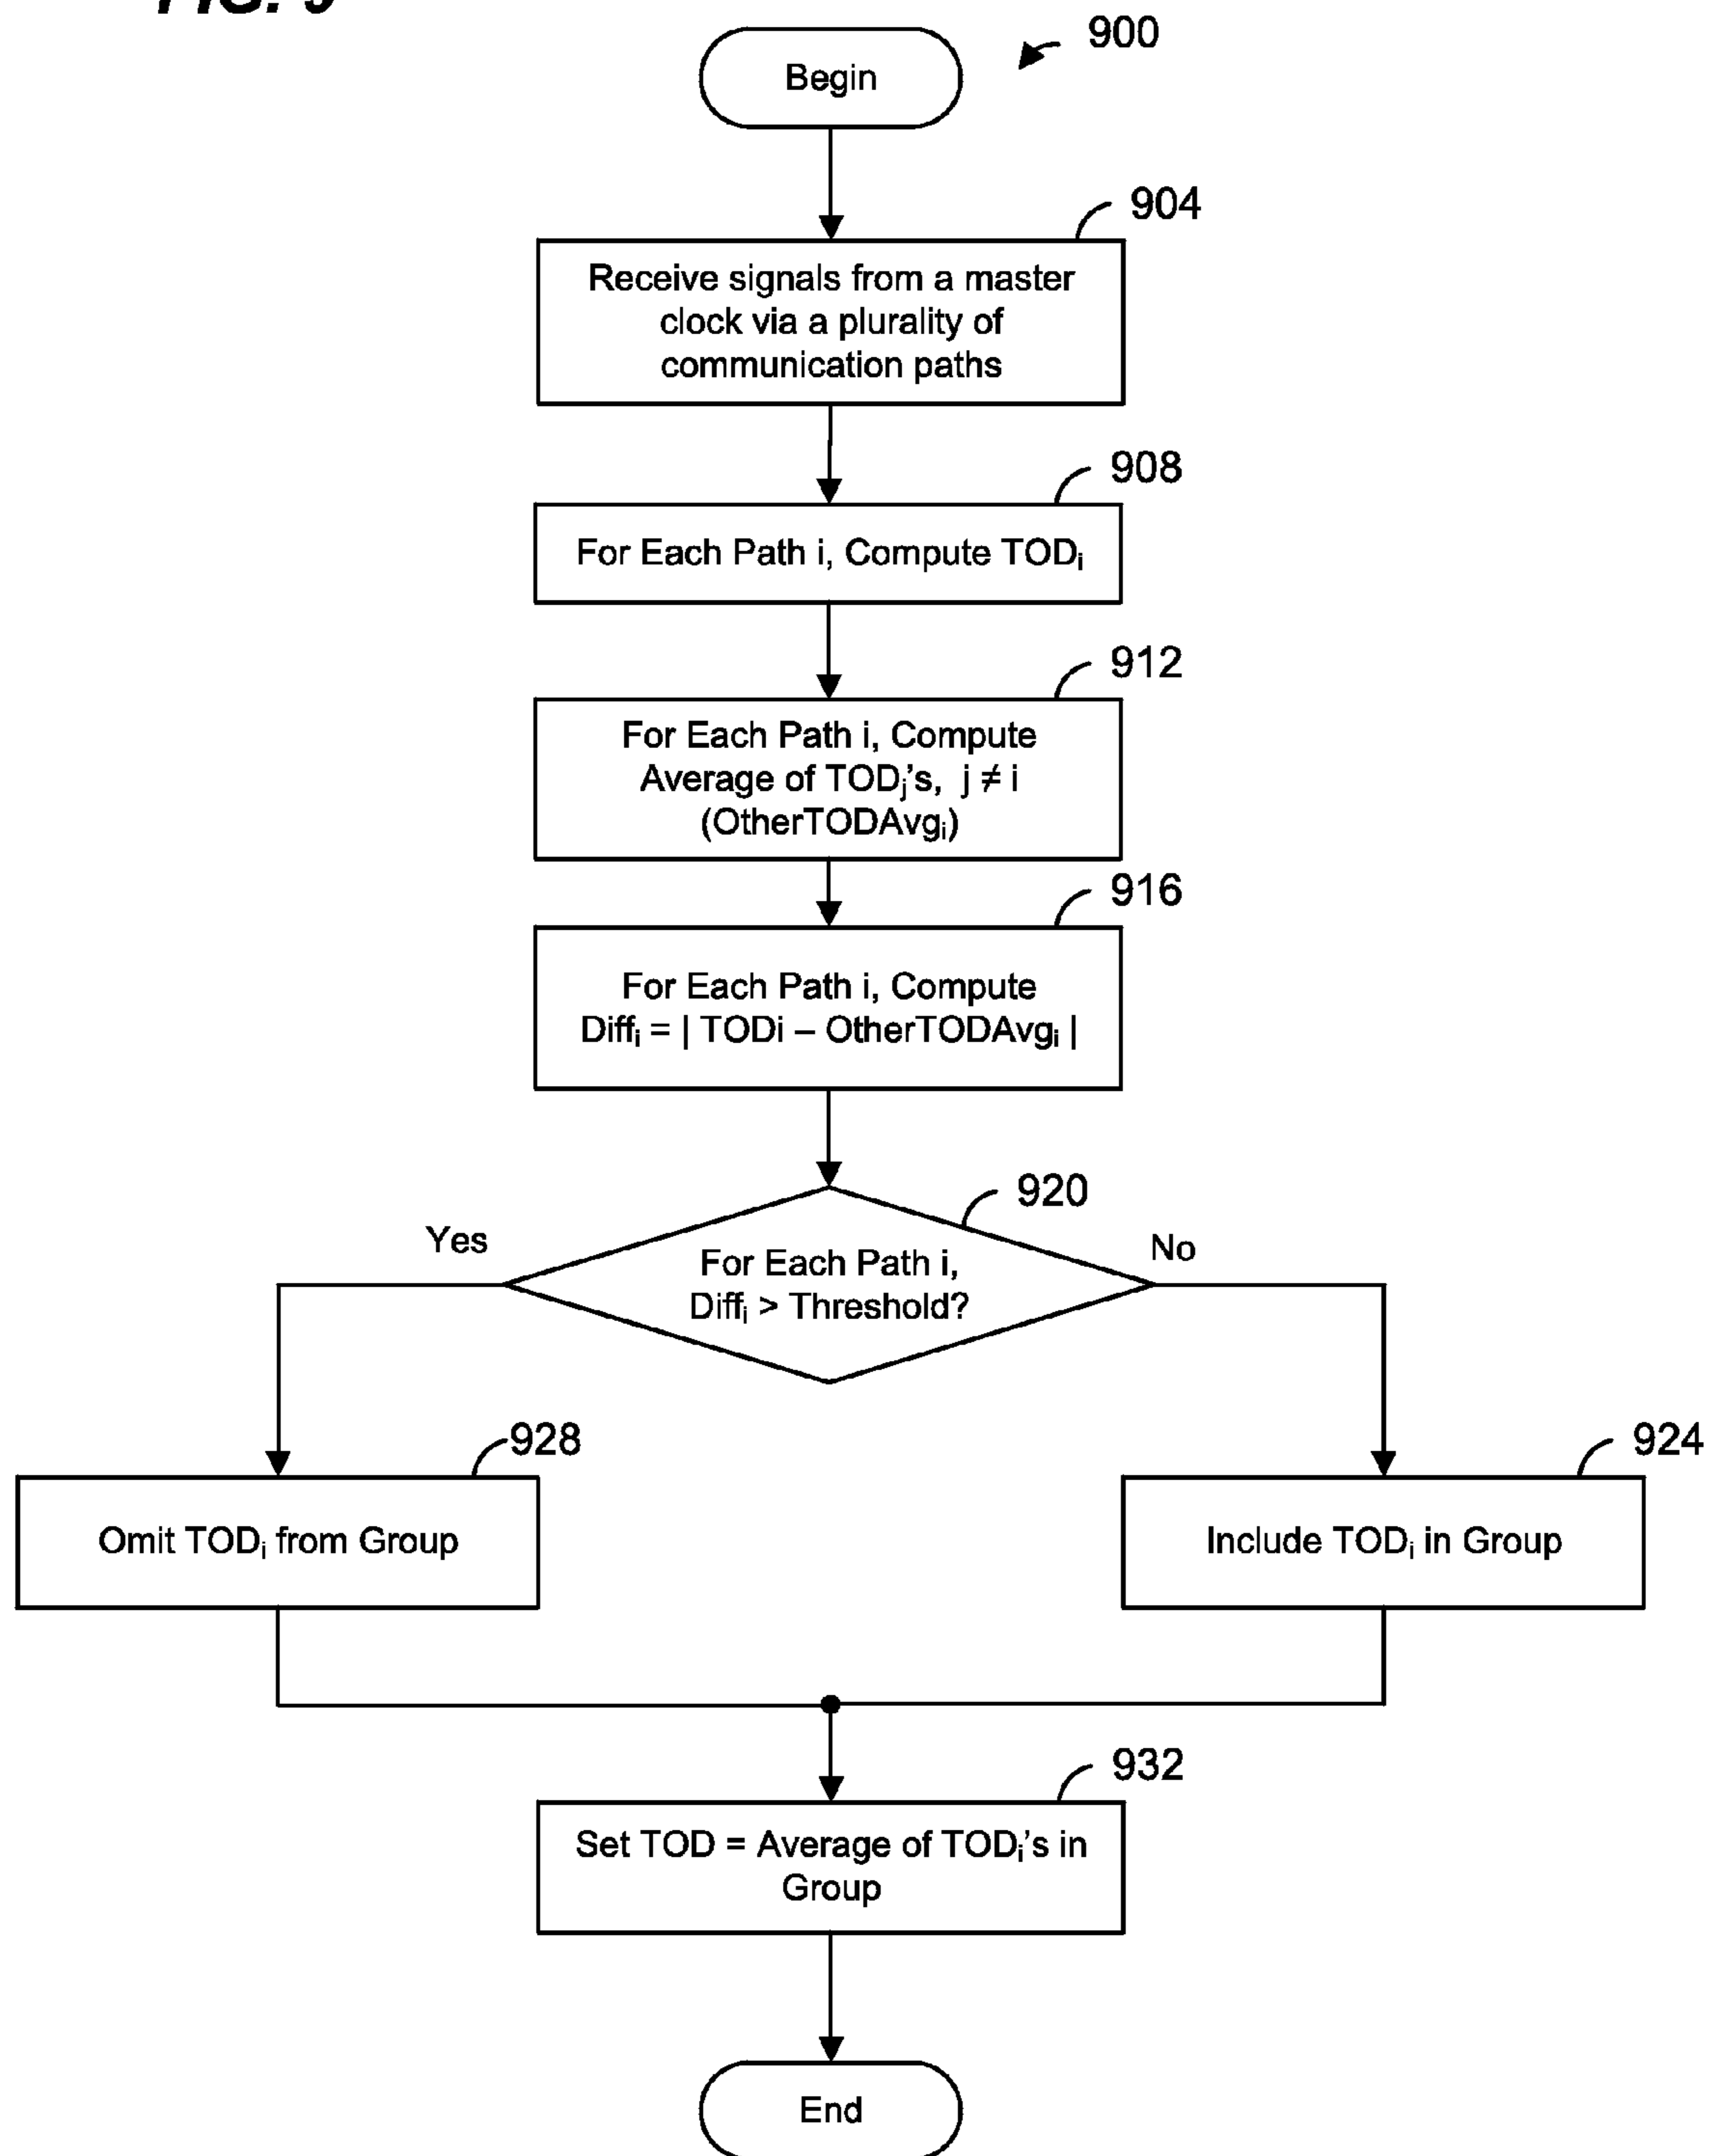 FIG. 9
Begin
900
904
Receive signals from a master
clock via a plurality of
communication paths
908
For Each Path i, Compute TODᵢ
912
For Each Path i, Compute
Average of TODⱼ's, j ≠ i
(OtherTODAvgᵢ)
916
For Each Path i, Compute
Diffᵢ = | TODi – OtherTODAvgᵢ |
920
Yes
No
For Each Path i,
Diffᵢ > Threshold?
928
924
Omit TODᵢ from Group
Include TODᵢ in Group
932
Set TOD = Average of TODᵢ's in
Group
End